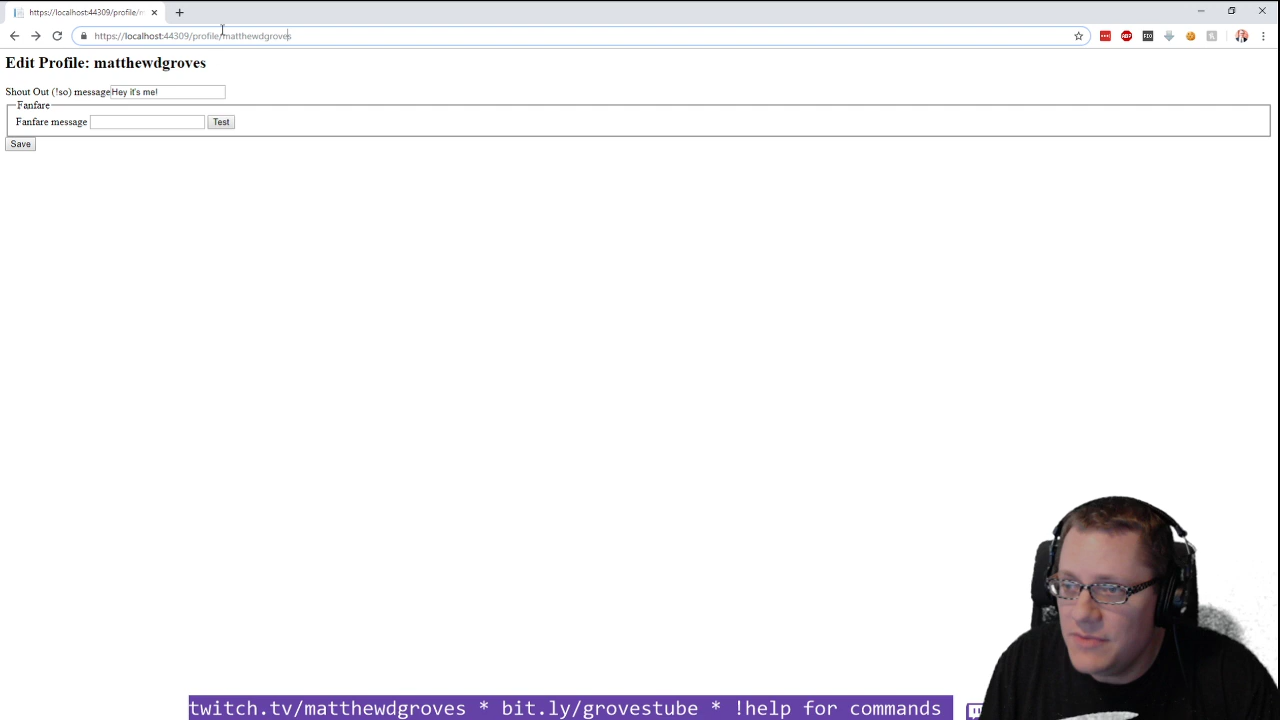 https://localhost:44309/profile/m
https://localhost:44309/profile/matthewdgroves
Edit Profile: matthewdgroves
Shout Out (!so) message Hey it's me!
Fanfare
Fanfare message Test
Save
twitch.tv/matthewdgroves * bit.ly/grovestube * !help for commands